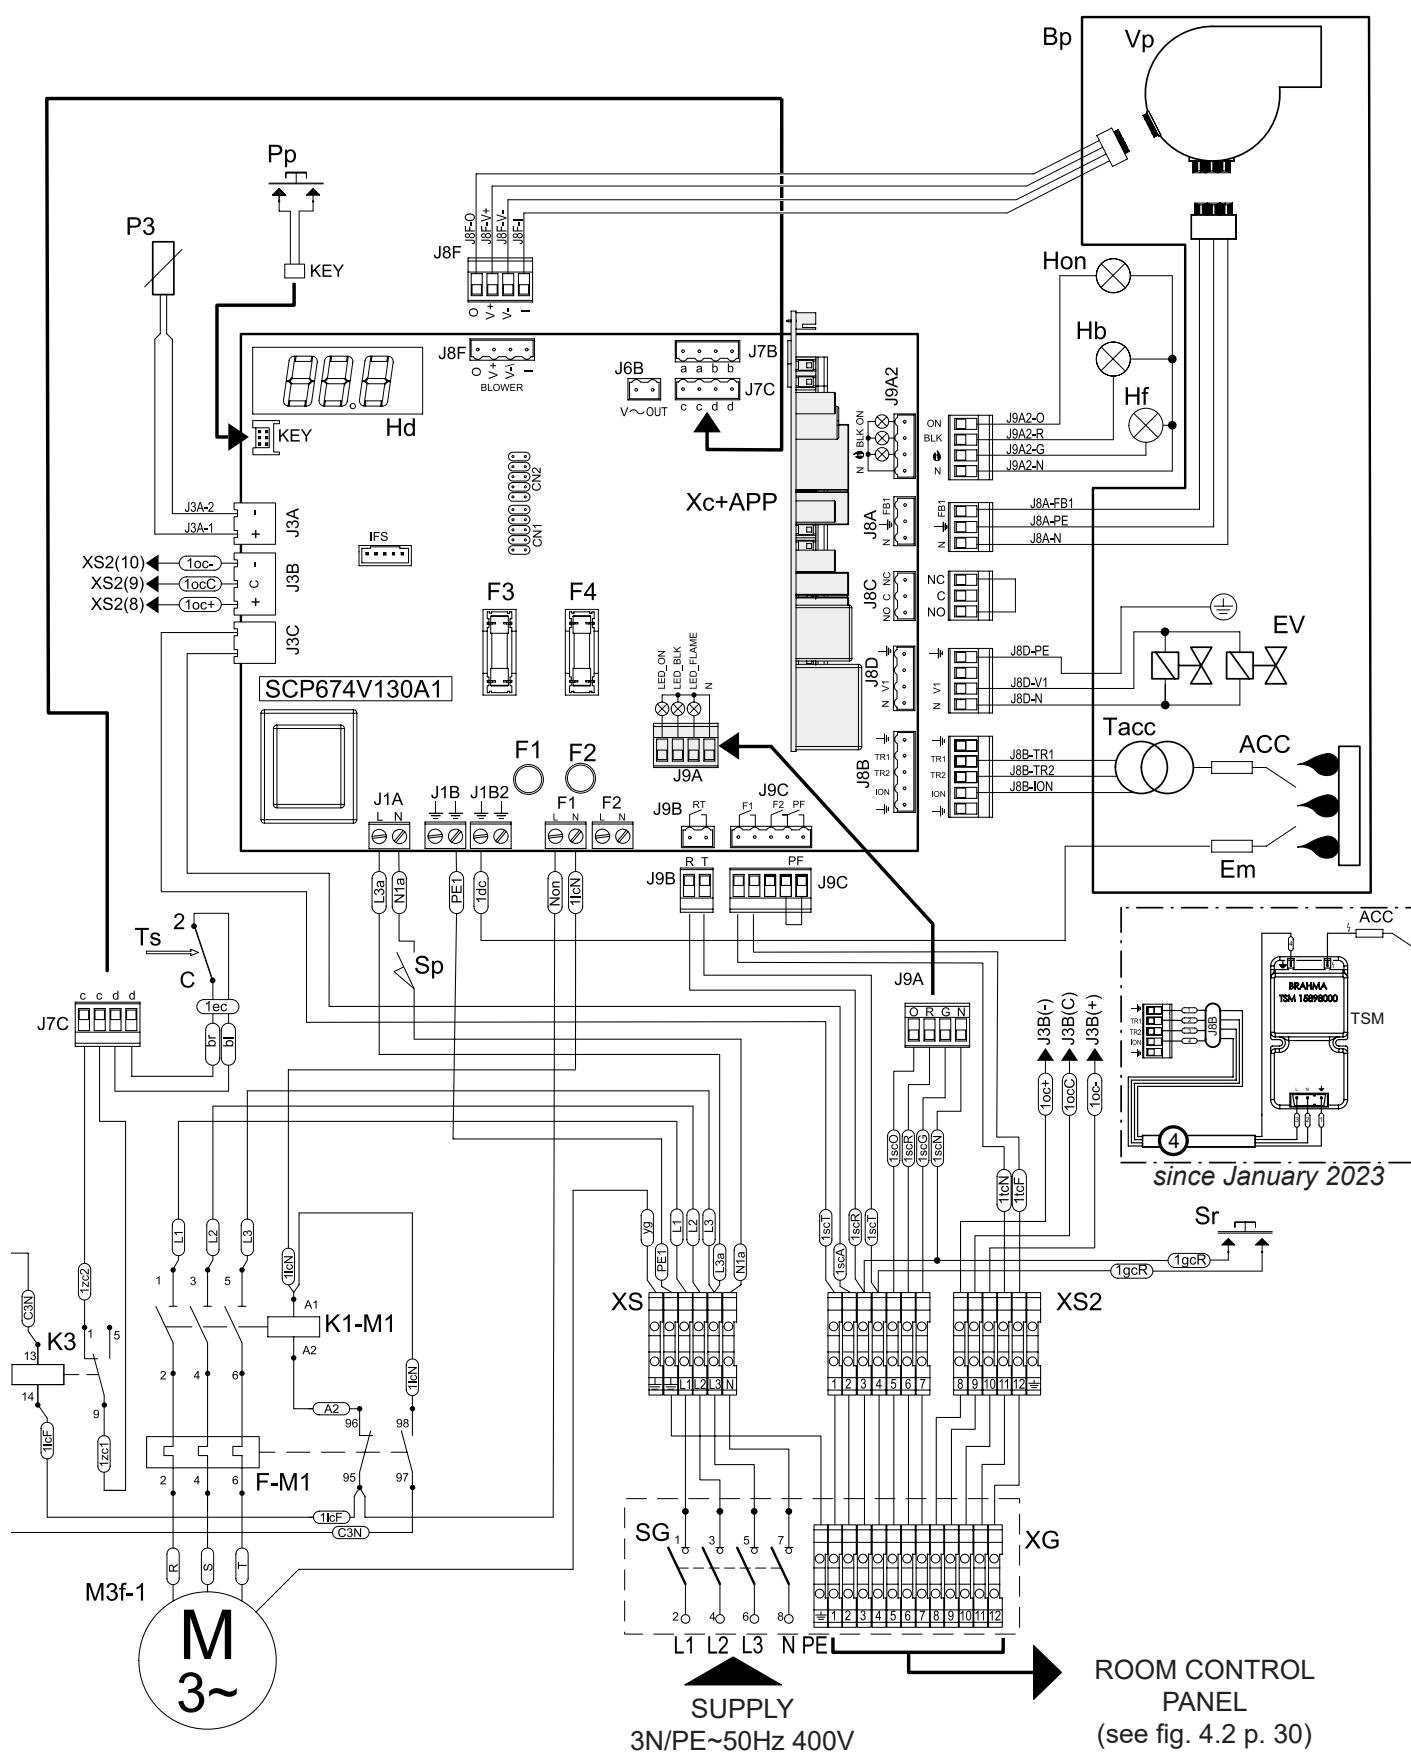 Bp
Vp
Pp
P3
KEY
J8F
J8F-O
J8F-V+
J8F-V-
J8F-I
O
V+
V-
I
Hon
Hb
Hf
J8F
O
V+
V-
I
BLOWER
J6B
V~OUT
J7B
a a b b
J7C
c c d d
J9A2
N BLK ON
ON
BLK
N
J9A2-O
J9A2-R
J9A2-G
J9A2-N
Hd
KEY
CN2
CN1
Xc+APP
J3A-2
J3A-1
-
+
J3A
IFS
J8A
FB1
N
FB1
N
J8A-FB1
J8A-PE
J8A-N
XS2(10)
XS2(9)
XS2(8)
1oc-
1ocC
1oc+
-
C
+
J3B
J3C
J8C
NO C NC
NC
C
NO
F3
F4
EV
LED_ON
LED_BLK
LED_FLAME
N
J8D
N V1
V1
N
J8D-PE
J8D-V1
J8D-N
SCP674V130A1
Tacc
ACC
F1
F2
J9A
J8B
TR1
TR2
ION
TR1
TR2
ION
J8B-TR1
J8B-TR2
J8B-ION
J1A
L N
J1B
J1B2
F1
L N
F2
L N
J9B
RT
J9C
F1
F2
PF
Em
J9B
R T
PF
J9C
L3a
N1a
PE1
1dc
Non
1lcN
Ts
2
C
Sp
1ec
br
bl
c c d d
J7C
J9A
O R G N
J3B(-)
J3B(C)
J3B(+)
1oc+
1ocC
1oc-
ACC
BRAHMA
TSM 15898000
TSM
TR1
TR2
ION
J8B
L N
4
since January 2023
1scO
1scR
1scG
1scN
1tcN
1tcF
Sr
1gcR
1gcR
L1
L2
L3
1lcN
yg
PE1
L1
L2
L3
L3a
N1a
1scT
1scA
1scR
1scT
C3N
1zc2
1 3 5
A1
K1-M1
A2
XS
XS2
K3
13
14
1 5
9
2 4 6
1lcN
L1 L2 L3 N
1 2 3 4 5 6 7
8 9 10 11 12
A2
96
98
1lcF
1zc1
F-M1
2 4 6
95
97
1lcF
C3N
SG
1 3 5 7
XG
R
S
T
M3f-1
M
3~
2 4 6 8
1 2 3 4 5 6 7 8 9 10 11 12
L1 L2 L3 N PE
SUPPLY
3N/PE~50Hz 400V
ROOM CONTROL
PANEL
(see fig. 4.2 p. 30)